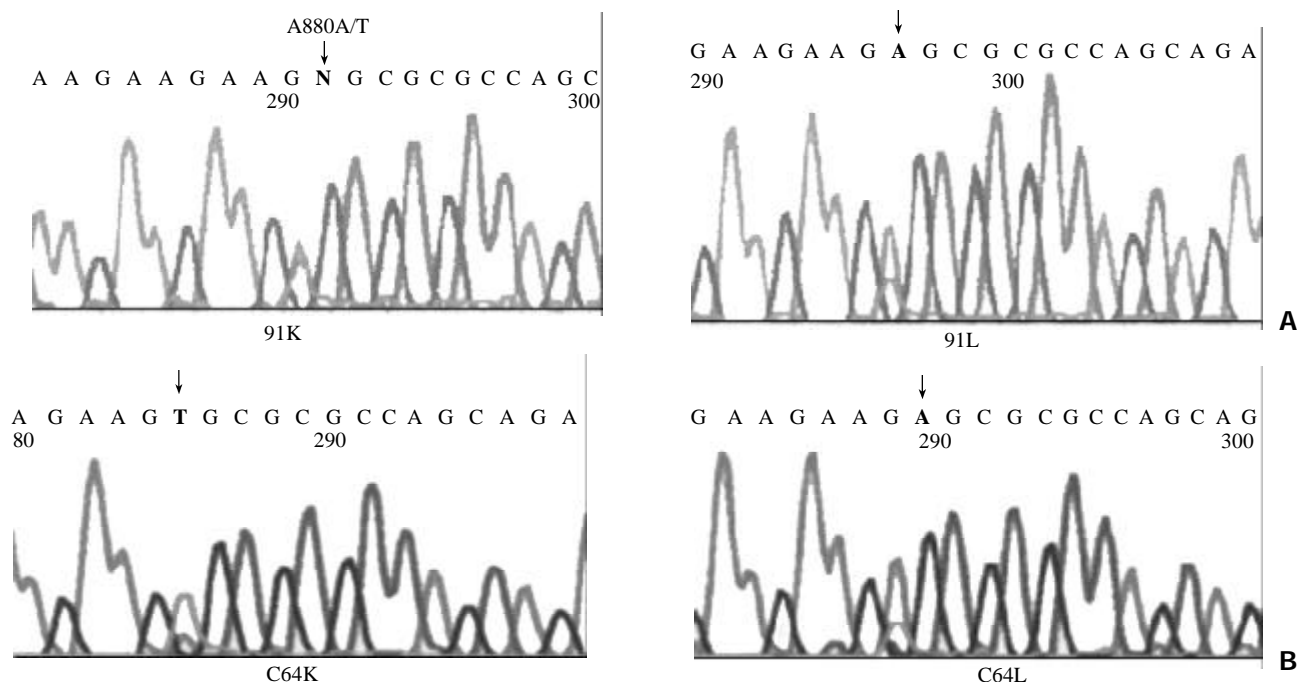 A880A/T
A A G A A G A A G N G C G C G C C A G C
290 300
91K
G A A G A A G A G C G C G C C A G C A G A
290 300
91L
A
A G A A G T G C G C G C C A G C A G A
80 290
C64K
G A A G A A G A G C G C G C C A G C A G
290 300
C64L
B